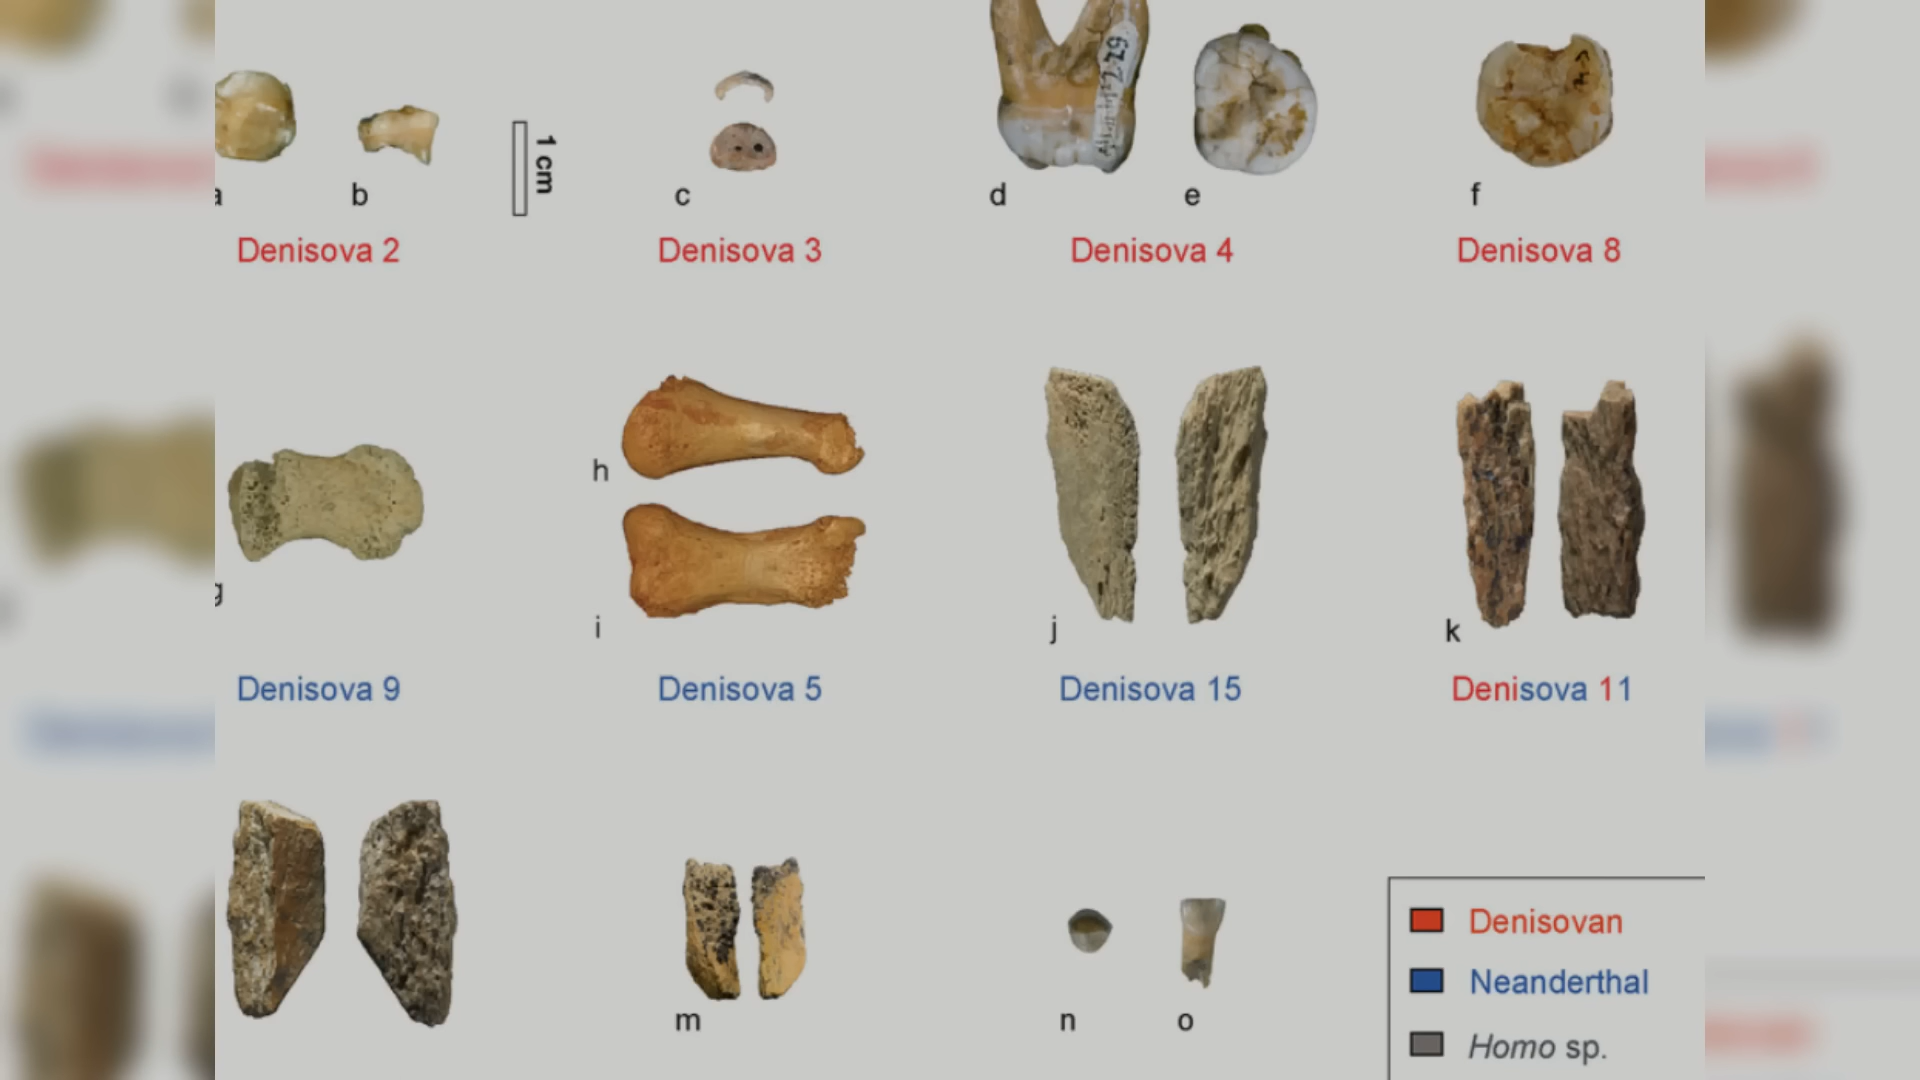 a b 1 cm c d e f
Denisova 2 Denisova 3 Denisova 4 Denisova 8
g h i j k
Denisova 9 Denisova 5 Denisova 15 Denisova 11
m n o
Denisovan
Neanderthal
Homo sp.